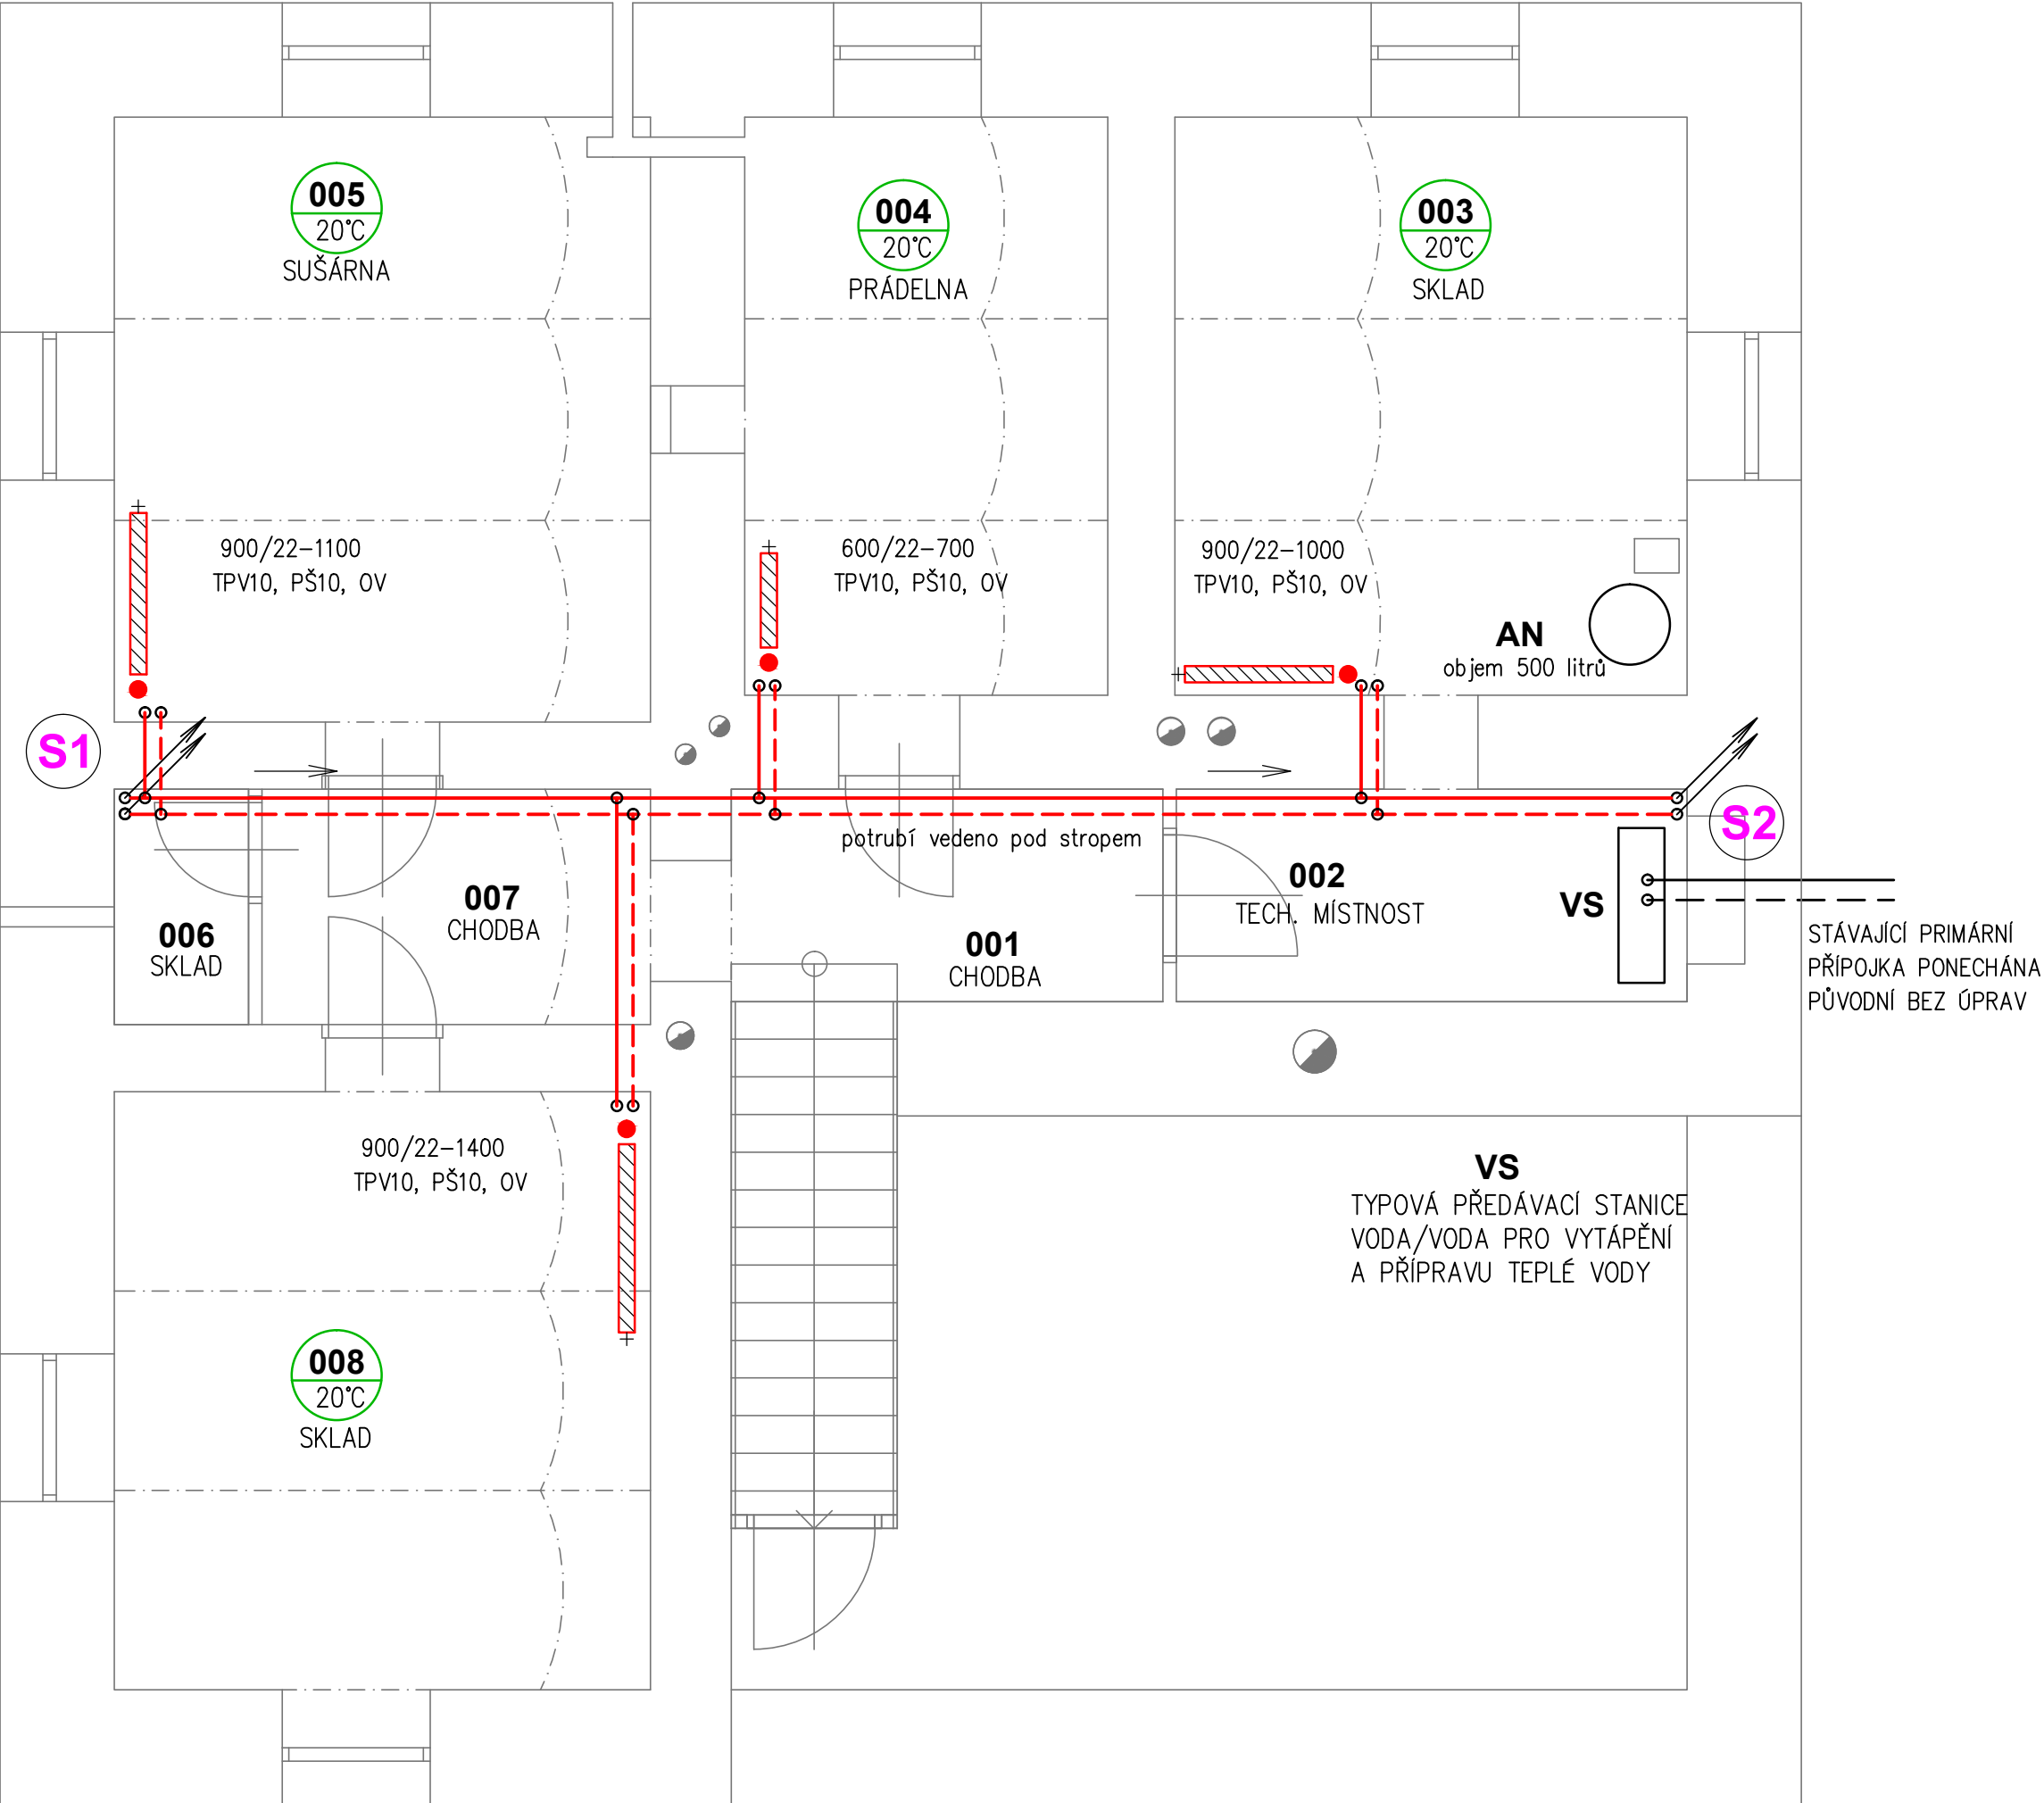 005
20°C
SUŠÁRNA
004
20°C
PRÁDELNA
003
20°C
SKLAD
900/22-1100
TPV10, PŠ10, OV
600/22-700
TPV10, PŠ10, OV
900/22-1000
TPV10, PŠ10, OV
AN
objem 500 litrů
S1
S2
potrubí vedeno pod stropem
006
SKLAD
007
CHODBA
001
CHODBA
002
TECH. MÍSTNOST
VS
STÁVAJÍCÍ PRIMÁRNÍ
PŘÍPOJKA PONECHÁNA
PŮVODNÍ BEZ ÚPRAV
900/22-1400
TPV10, PŠ10, OV
VS
TYPOVÁ PŘEDÁVACÍ STANICE
VODA/VODA PRO VYTÁPĚNÍ
A PŘÍPRAVU TEPLÉ VODY
008
20°C
SKLAD